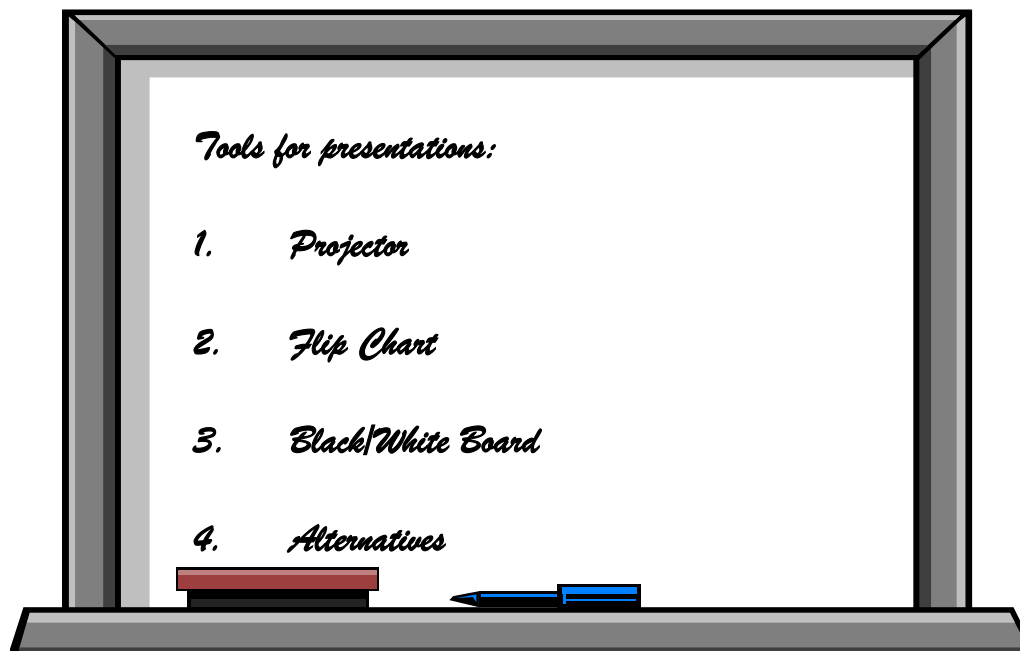 Tools for presentations:
1. Projector
2. Flip Chart
3. Black/White Board
4. Alternatives